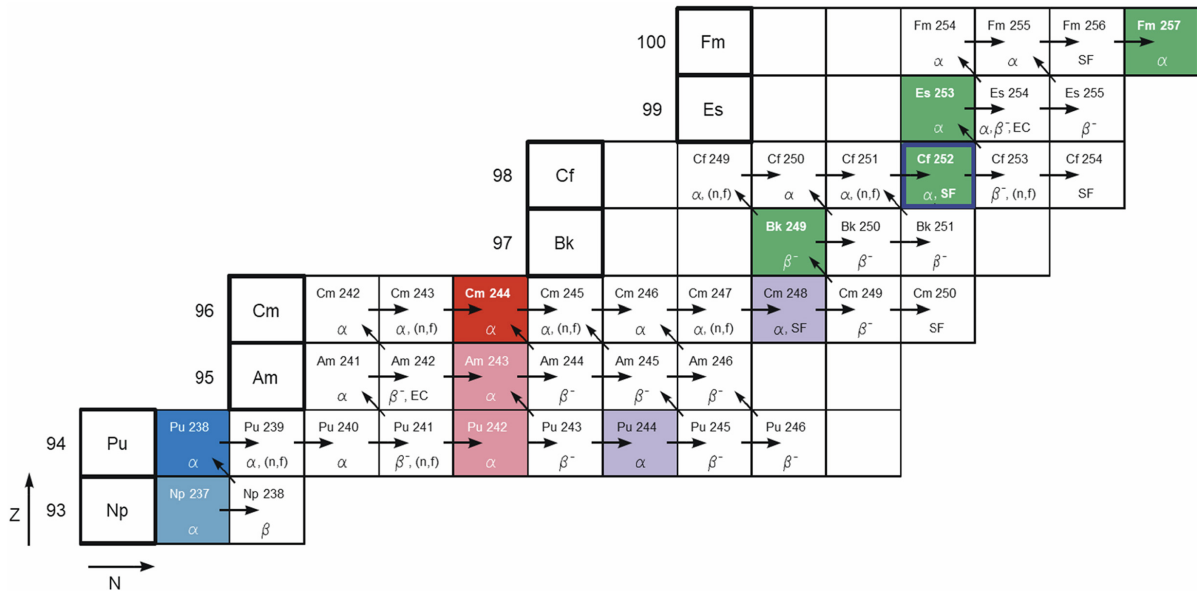 100
Fm
Fm 254
Fm 255
Fm 256
Fm 257
α
α
SF
α
99
Es
Es 253
Es 254
Es 255
α
α, β⁻, EC
β⁻
98
Cf
Cf 249
Cf 250
Cf 251
Cf 252
Cf 253
Cf 254
α, (n,f)
α
α, (n,f)
α, SF
β⁻, (n,f)
SF
97
Bk
Bk 249
Bk 250
Bk 251
β⁻
β⁻
β⁻
96
Cm
Cm 242
Cm 243
Cm 244
Cm 245
Cm 246
Cm 247
Cm 248
Cm 249
Cm 250
α
α, (n,f)
α
α, (n,f)
α
α, (n,f)
α, SF
β⁻
SF
95
Am
Am 241
Am 242
Am 243
Am 244
Am 245
Am 246
α
β⁻, EC
α
β⁻
β⁻
β⁻
94
Pu
Pu 238
Pu 239
Pu 240
Pu 241
Pu 242
Pu 243
Pu 244
Pu 245
Pu 246
α
α, (n,f)
α
β⁻, (n,f)
α
β⁻
α
β⁻
β⁻
Z
93
Np
Np 237
Np 238
α
β
N